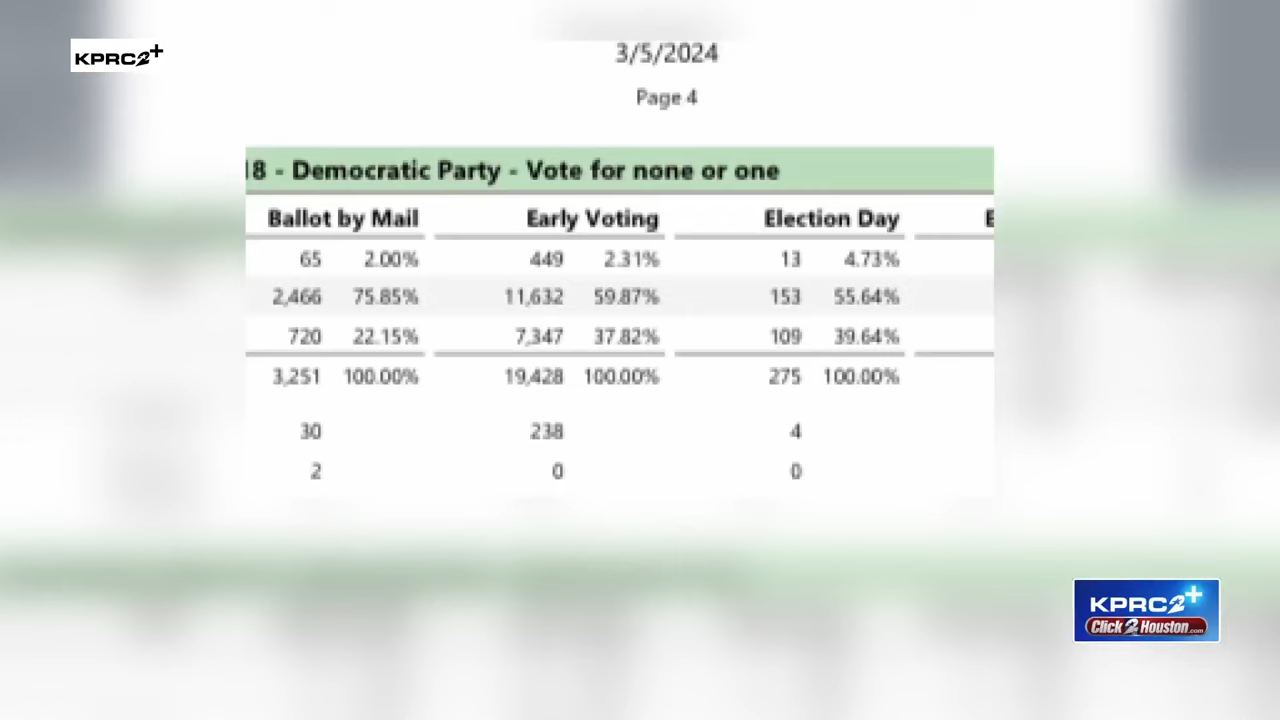 KPRC2+
3/5/2024
Page 4
18 - Democratic Party - Vote for none or one
Ballot by Mail Early Voting Election Day E
65 2.00% 449 2.31% 13 4.73%
2,466 75.85% 11,632 59.87% 153 55.64%
720 22.15% 7,347 37.82% 109 39.64%
3,251 100.00% 19,428 100.00% 275 100.00%
30 238 4
2 0 0
KPRC2+
Click2Houston.com